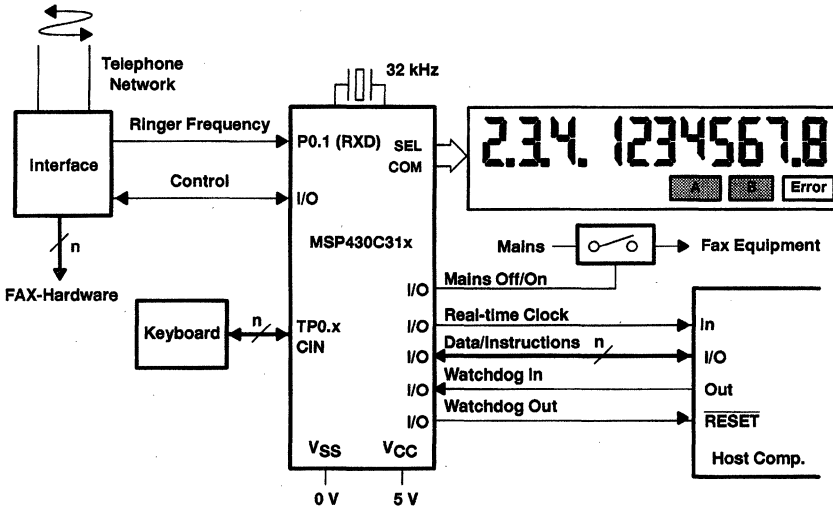 Telephone
Network
32 kHz
Ringer Frequency
P0.1 (RXD)
SEL
COM
2.3.4. 1234567.8
A
B
Error
Interface
Control
I/O
n
FAX-Hardware
MSP430C31x
Mains
Fax Equipment
I/O
Mains Off/On
Keyboard
n
TP0.x
CIN
I/O
Real-time Clock
In
I/O
Data/Instructions
n
I/O
I/O
Watchdog In
Out
I/O
Watchdog Out
RESET
Host Comp.
VSS
VCC
0 V
5 V